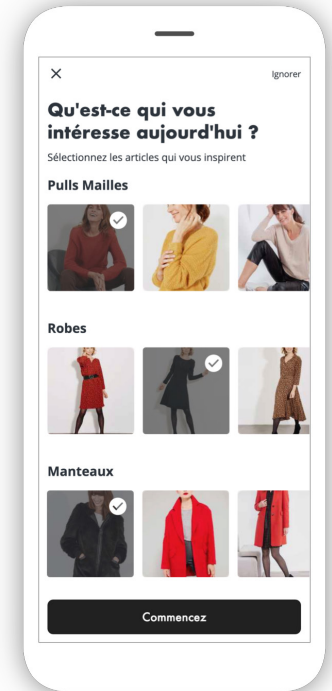 Ignorer
Qu'est-ce qui vous
intéresse aujourd'hui ?
Sélectionnez les articles qui vous inspirent
Pulls Mailles
Robes
Manteaux
Commencez